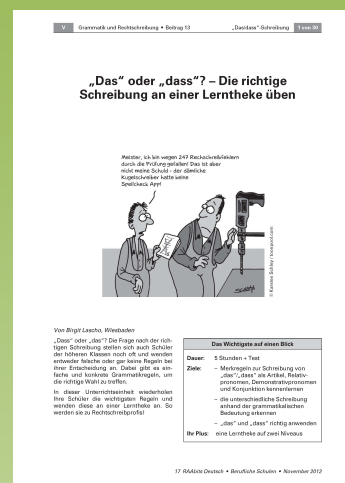 V Grammatik und Rechtschreibung • Beitrag 13 „Das/dass“-Schreibung 1 von 30
„Das“ oder „dass“? – Die richtige
Schreibung an einer Lerntheke üben
Meister, ich bin wegen 247 Rechschreibfehlern
durch die Prüfung gefallen! Das ist aber
nicht meine Schuld - der dämliche
Kugelschreiber hatte keine
Spellcheck App!
© Karsten Schley / toonpool.com
Von Birgit Lascho, Wiesbaden
„Dass“ oder „das“? Die Frage nach der rich-
tigen Schreibung stellen sich auch Schüler
der höheren Klassen noch oft und wenden
entweder falsche oder gar keine Regeln bei
ihrer Entscheidung an. Dabei gibt es ein-
fache und konkrete Grammatikregeln, um
die richtige Wahl zu treffen.
In dieser Unterrichtseinheit wiederholen
Ihre Schüler die wichtigsten Regeln und
wenden diese an einer Lerntheke an. So
werden sie zu Rechtschreibprofis!
Das Wichtigste auf einen Blick
Dauer: 5 Stunden + Test
Ziele: – Merkregeln zur Schreibung von
„das“/„dass“ als Artikel, Relativ-
pronomen, Demonstrativpronomen
und Konjunktion kennenlernen
– die unterschiedliche Schreibung
anhand der grammatikalischen
Bedeutung erkennen
– „das“ und „dass“ richtig anwenden
Ihr Plus: eine Lerntheke auf zwei Niveaus
17 RAAbits Deutsch • Berufliche Schulen • November 2013